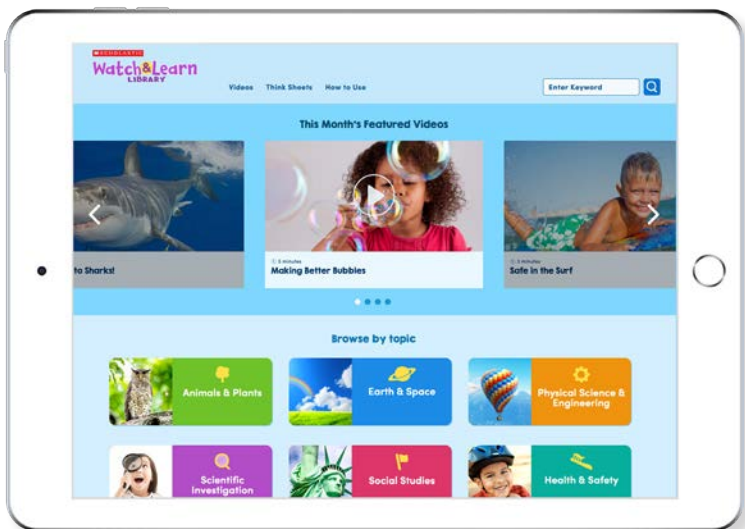 SCHOLASTIC
Watch&Learn
LIBRARY
Videos Think Sheets How to Use
Enter Keyword
This Month's Featured Videos
to Sharks!
5 minutes
Making Better Bubbles
5 minutes
Safe in the Surf
Browse by topic
Animals & Plants
Earth & Space
Physical Science &
Engineering
Scientific
Investigation
Social Studies
Health & Safety